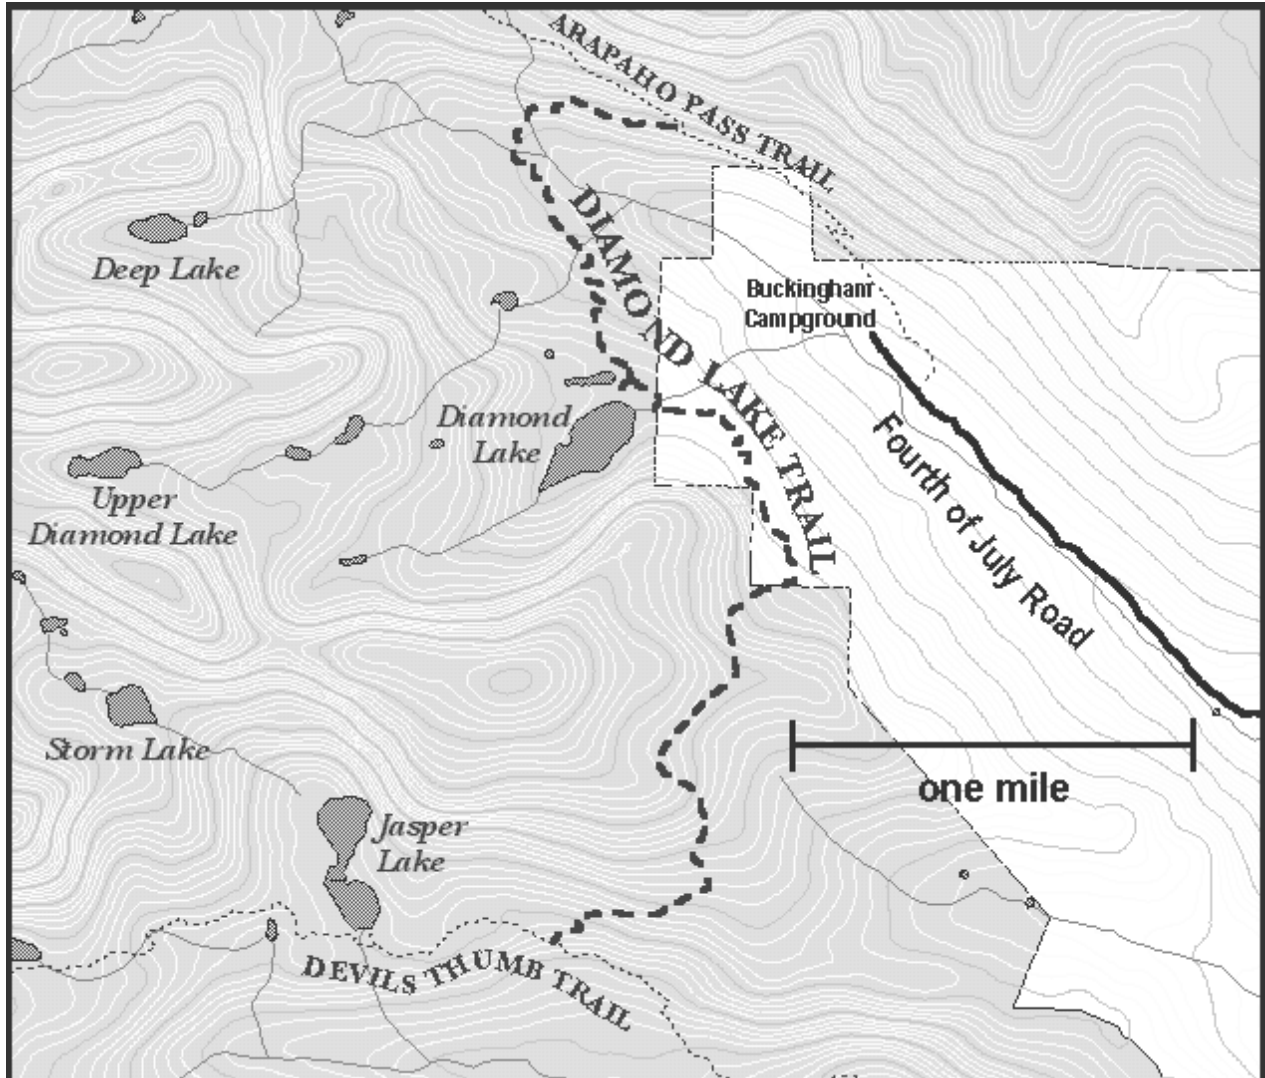 ARAPAHO PASS TRAIL
DIAMOND LAKE TRAIL
Deep Lake
Buckingham
Campground
Diamond
Lake
Fourth of July Road
Upper
Diamond Lake
Storm Lake
one mile
Jasper
Lake
DEVILS THUMB TRAIL